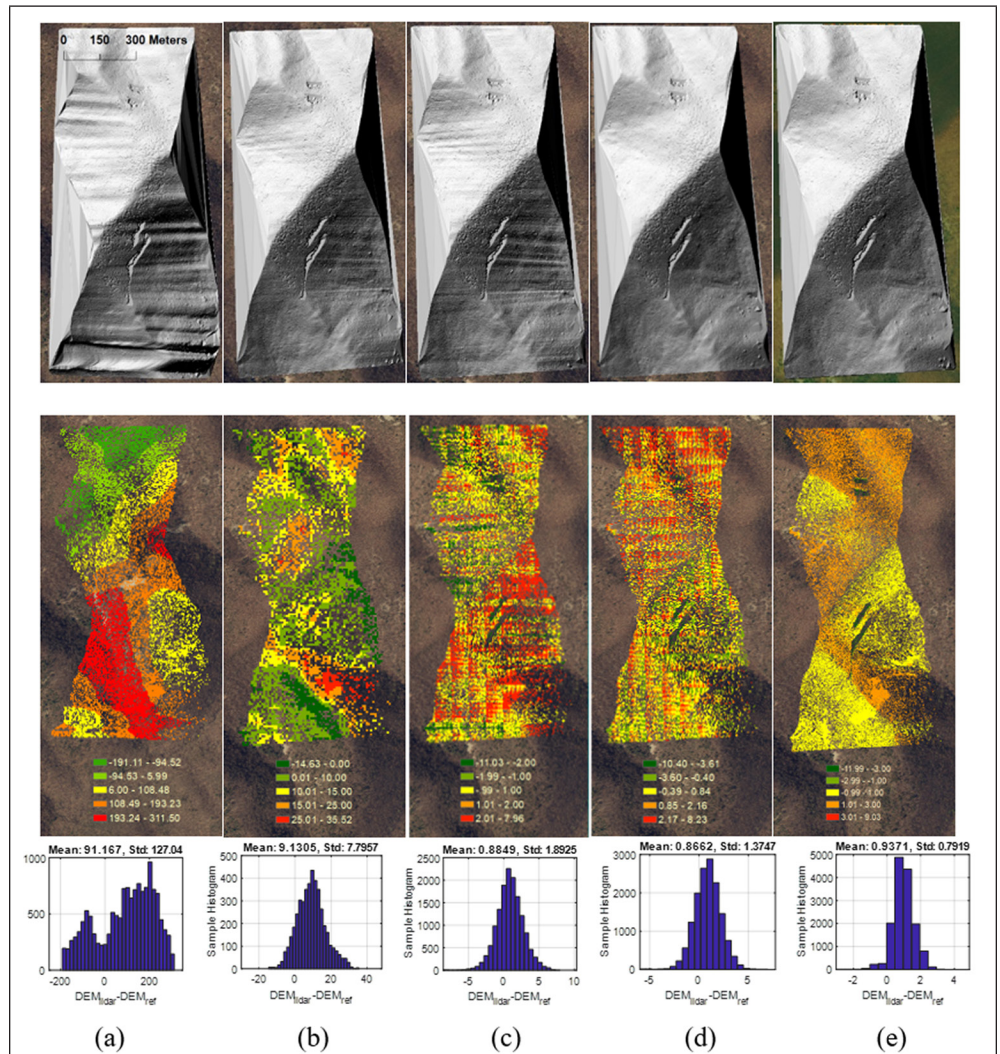 0 150 300 Meters
-191.11 - -94.52
-94.53 - 5.99
6.00 - 108.48
108.49 - 193.23
193.24 - 311.50
-14.63 - 0.00
0.01 - 10.00
10.01 - 15.00
15.01 - 25.00
25.01 - 36.52
-11.03 - -2.00
-1.99 - -1.00
-.99 - 1.00
1.01 - 2.00
2.01 - 7.96
-10.40 - -3.61
-3.60 - -0.40
-0.39 - 0.84
0.85 - 2.16
2.17 - 8.23
-11.99 - -3.00
-2.99 - -1.00
-0.99 - 1.00
1.01 - 3.00
3.01 - 9.03
Mean: 91.167, Std: 127.04
1000
500
0
-200 0 200
DEMlidar-DEMref
Mean: 9.1305, Std: 7.7957
Sample Histogram
500
400
300
200
100
0
-20 0 20 40
DEMlidar-DEMref
Mean: 0.8849, Std: 1.8925
Sample Histogram
2500
2000
1500
1000
500
0
-5 0 5 10
DEMlidar-DEMref
Mean: 0.8662, Std: 1.3747
Sample Histogram
3000
2000
1000
0
-5 0 5
DEMlidar-DEMref
Mean: 0.9371, Std: 0.7919
Sample Histogram
5000
4000
3000
2000
1000
0
-2 0 2 4
DEMlidar-DEMref
(a) (b) (c) (d) (e)